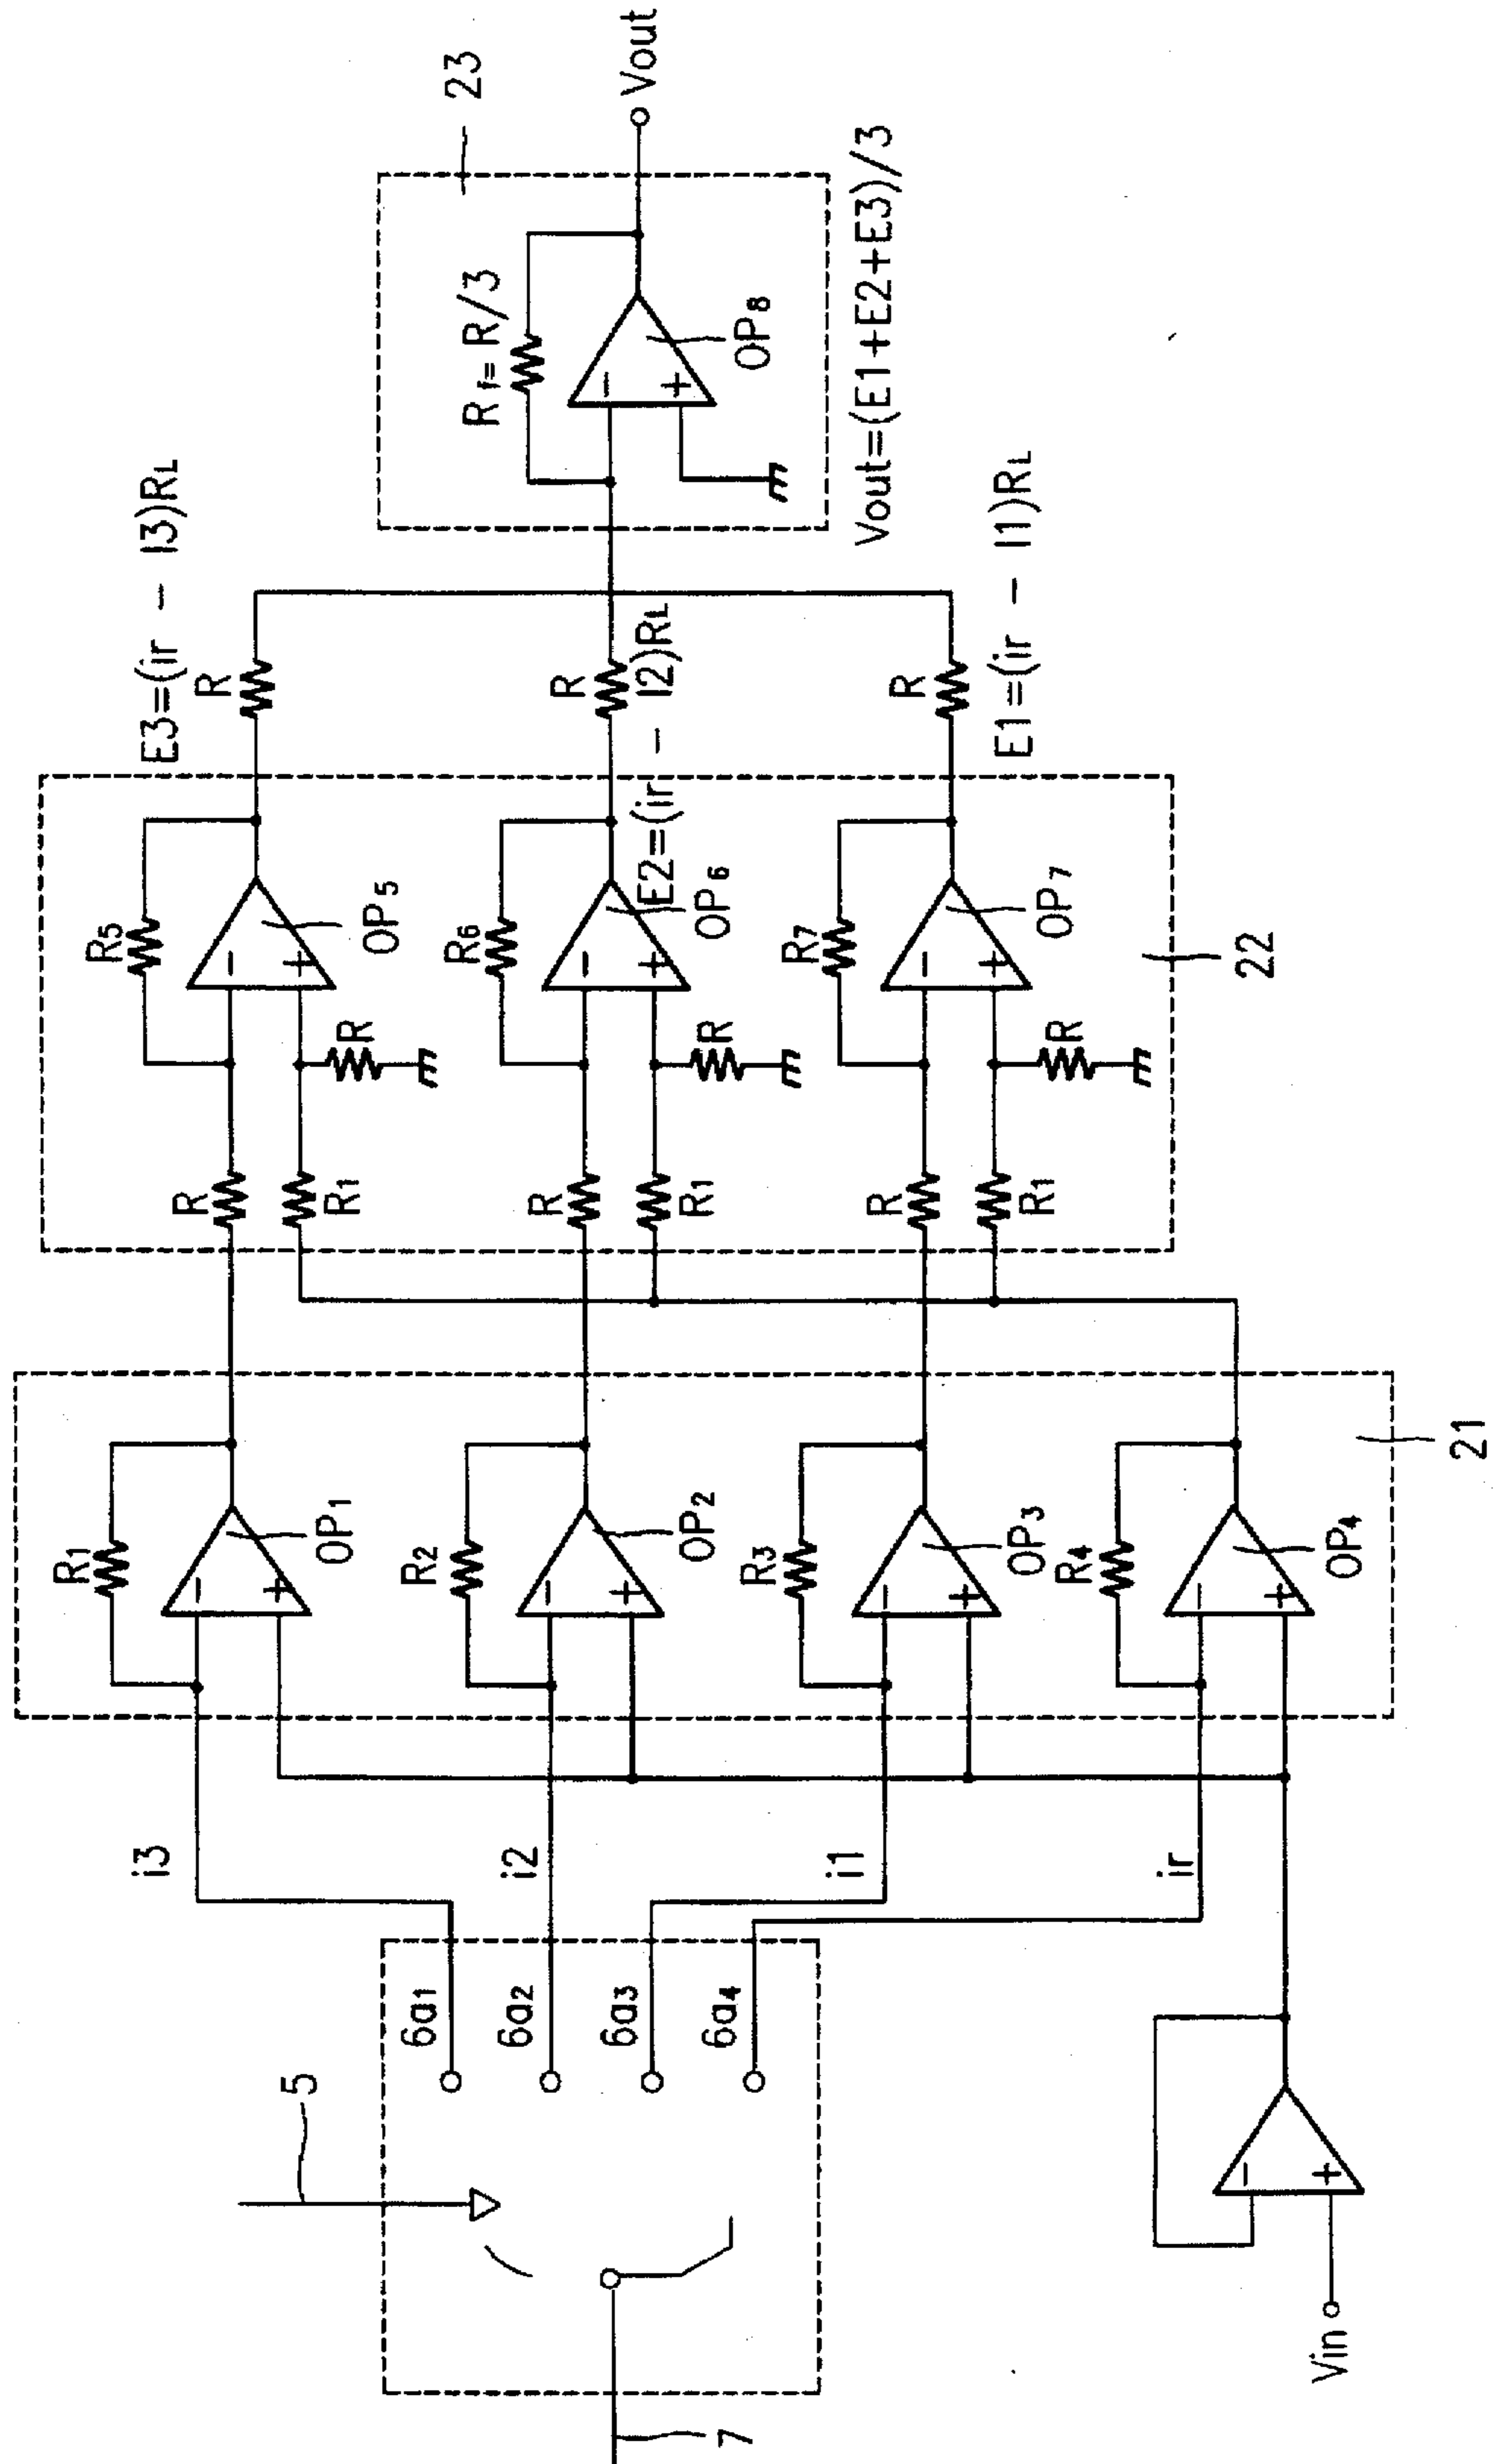 23
Vout
Rf=R/3
OP8
Vout=(E1+E2+E3)/3
E3=(ir - I3)RL
R
R
E2=(ir - I2)RL
R
E1=(ir - I1)RL
R5
OP5
R6
OP6
R7
OP7
R
R1
R
R
R1
R
R
R1
R
22
R1
OP1
R2
OP2
R3
OP3
R4
OP4
21
i3
i2
i1
ir
6a1
6a2
6a3
6a4
5
7
Vin